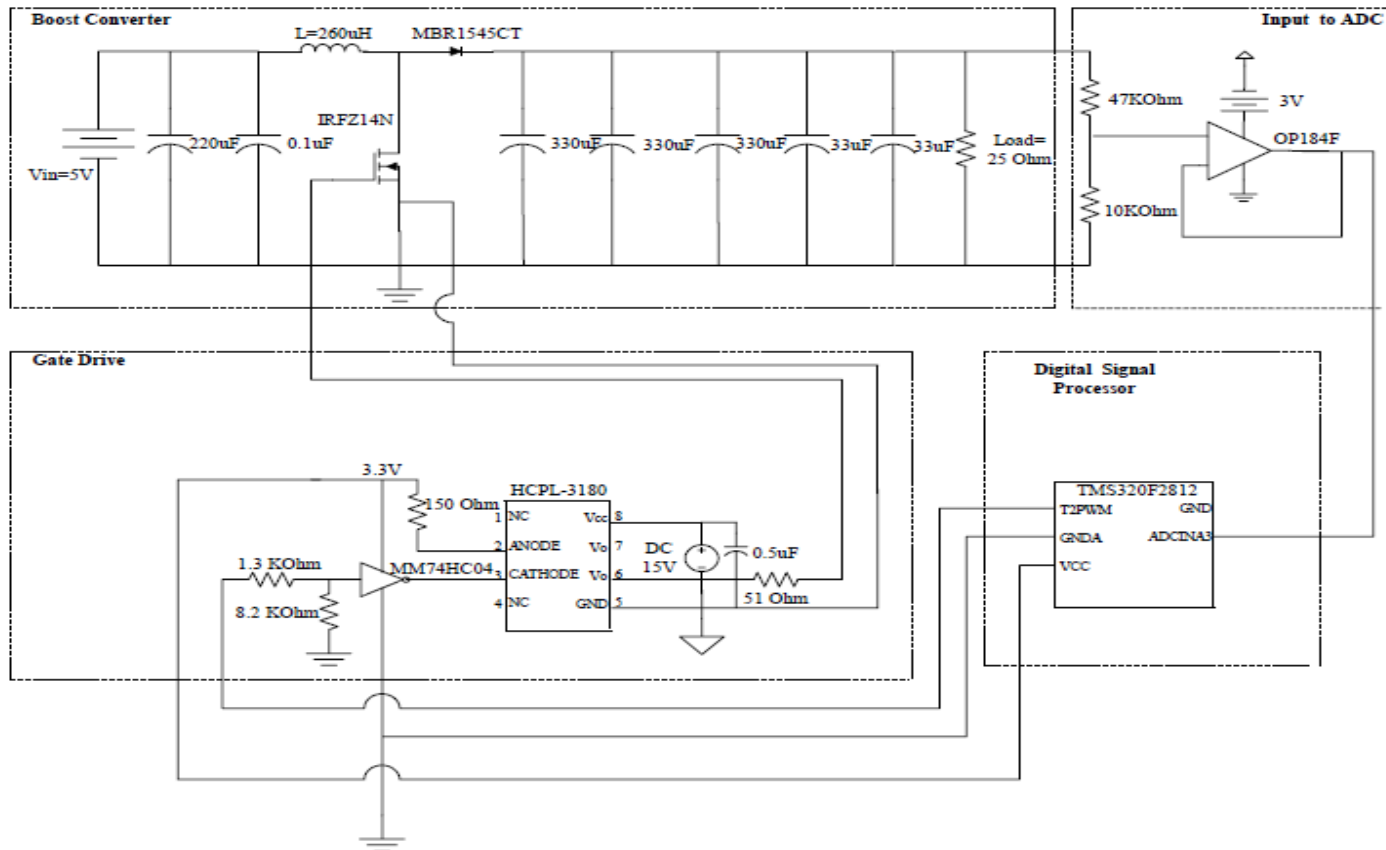 Boost Converter
Input to ADC
L=260uH
MBR1545CT
47KOhm
3V
IRFZ14N
OP184F
220uF
0.1uF
330uF
330uF
330uF
33uF
33uF
Load=
25 Ohm
Vin=5V
10KOhm
Gate Drive
Digital Signal
Processor
3.3V
HCPL-3180
TMS320F2812
150 Ohm
1
NC
Vcc
8
T2PWM
GND
2
ANODE
Vo
7
DC
15V
0.5uF
GNDA
ADCINA3
1.3 KOhm
MM74HC04
3
CATHODE
Vo
6
VCC
8.2 KOhm
4
NC
GND
5
51 Ohm